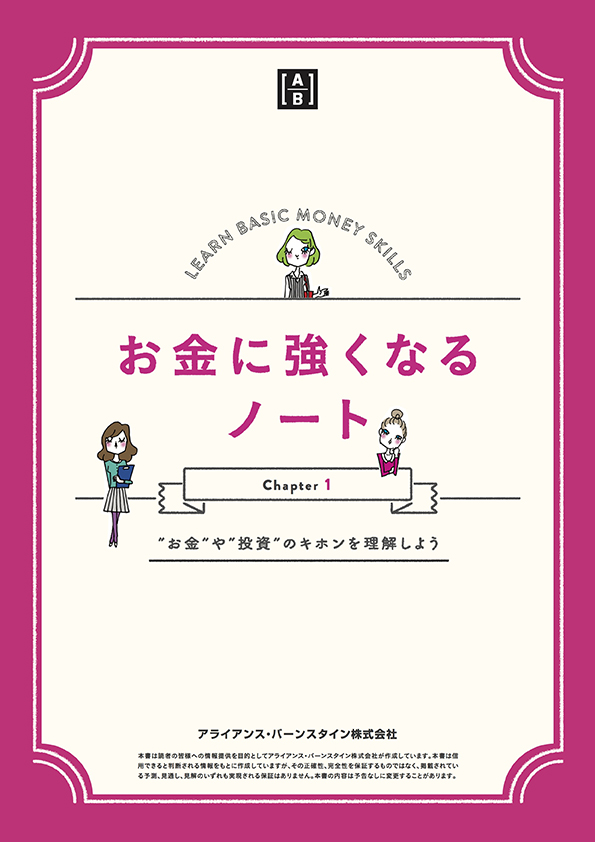 [A
B]
LEARN BASIC MONEY SKILLS
お金に強くなる
ノート
Chapter 1
"お金"や"投資"のキホンを理解しよう
アライアンス・バーンスタイン株式会社
本書は読者の皆様への情報提供を目的としてアライアンス・バーンスタイン株式会社が作成しています。本書は信
用できると判断される情報をもとに作成していますが、その正確性、完全性を保証するものではなく、掲載されてい
る予測、見通し、見解のいずれも実現される保証はありません。本書の内容は予告なしに変更することがあります。